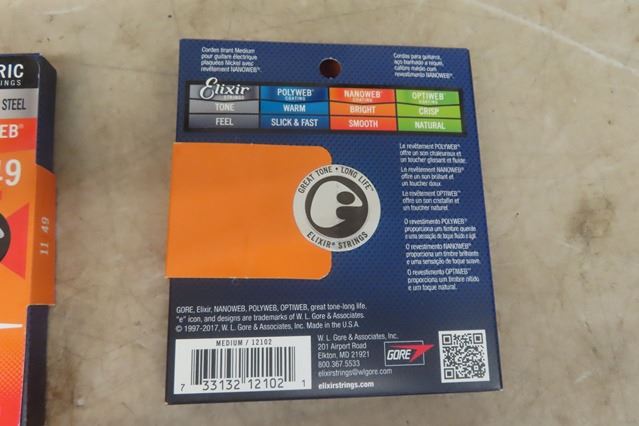 RIC
STEEL
11 49
Cordes tirant Medium
pour guitare électrique
plaquées Nickel avec
revêtement NANOWEB®
Cordas para guitarra,
aço banhado a níquel,
calibre médio com
revestimento NANOWEB®
Elixir STRINGS
POLYWEB® COATING
NANOWEB® COATING
OPTIWEB® COATING
TONE WARM BRIGHT CRISP
FEEL SLICK & FAST SMOOTH NATURAL
Le revêtement POLYWEB®
offre un son chaleureux et
un toucher glissant et fluide.
Le revêtement NANOWEB®
offre un son brillant et
un toucher doux.
Le revêtement OPTIWEB™
offre un son cristallin et
un toucher naturel.
O revestimento POLYWEB®
proporciona um timbre quente
e uma sensação de toque fluida e ágil.
O revestimento NANOWEB®
proporciona um timbre brilhante
e uma sensação de toque suave.
O revestimento OPTIWEB™
proporciona um timbre nítido
e um toque natural.
GREAT TONE • LONG LIFE™
ELIXIR® STRINGS
GORE, Elixir, NANOWEB, POLYWEB, OPTIWEB, great tone-long life,
"e" icon, and designs are trademarks of W. L. Gore & Associates.
© 1997-2017, W. L. Gore & Associates, Inc. Made in the U.S.A.
MEDIUM / 12102
7 33132 12102 1
W. L. Gore & Associates, Inc.
201 Airport Road
Elkton, MD 21921
800.367.5533
elixirstrings@wlgore.com
elixirstrings.com
GORE